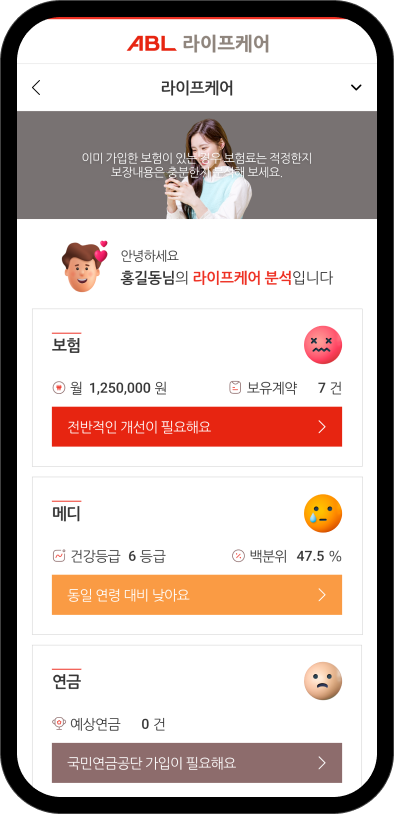 ABL 라이프케어
라이프케어
이미 가입한 보험이 있는 경우 보험료는 적정한지
보장내용은 충분한지 분석해 보세요.
안녕하세요
홍길동님의 라이프케어 분석입니다
보험
월 1,250,000 원 보유계약 7 건
전반적인 개선이 필요해요
메디
건강등급 6 등급 백분위 47.5 %
동일 연령 대비 낮아요
연금
예상연금 0 건
국민연금공단 가입이 필요해요